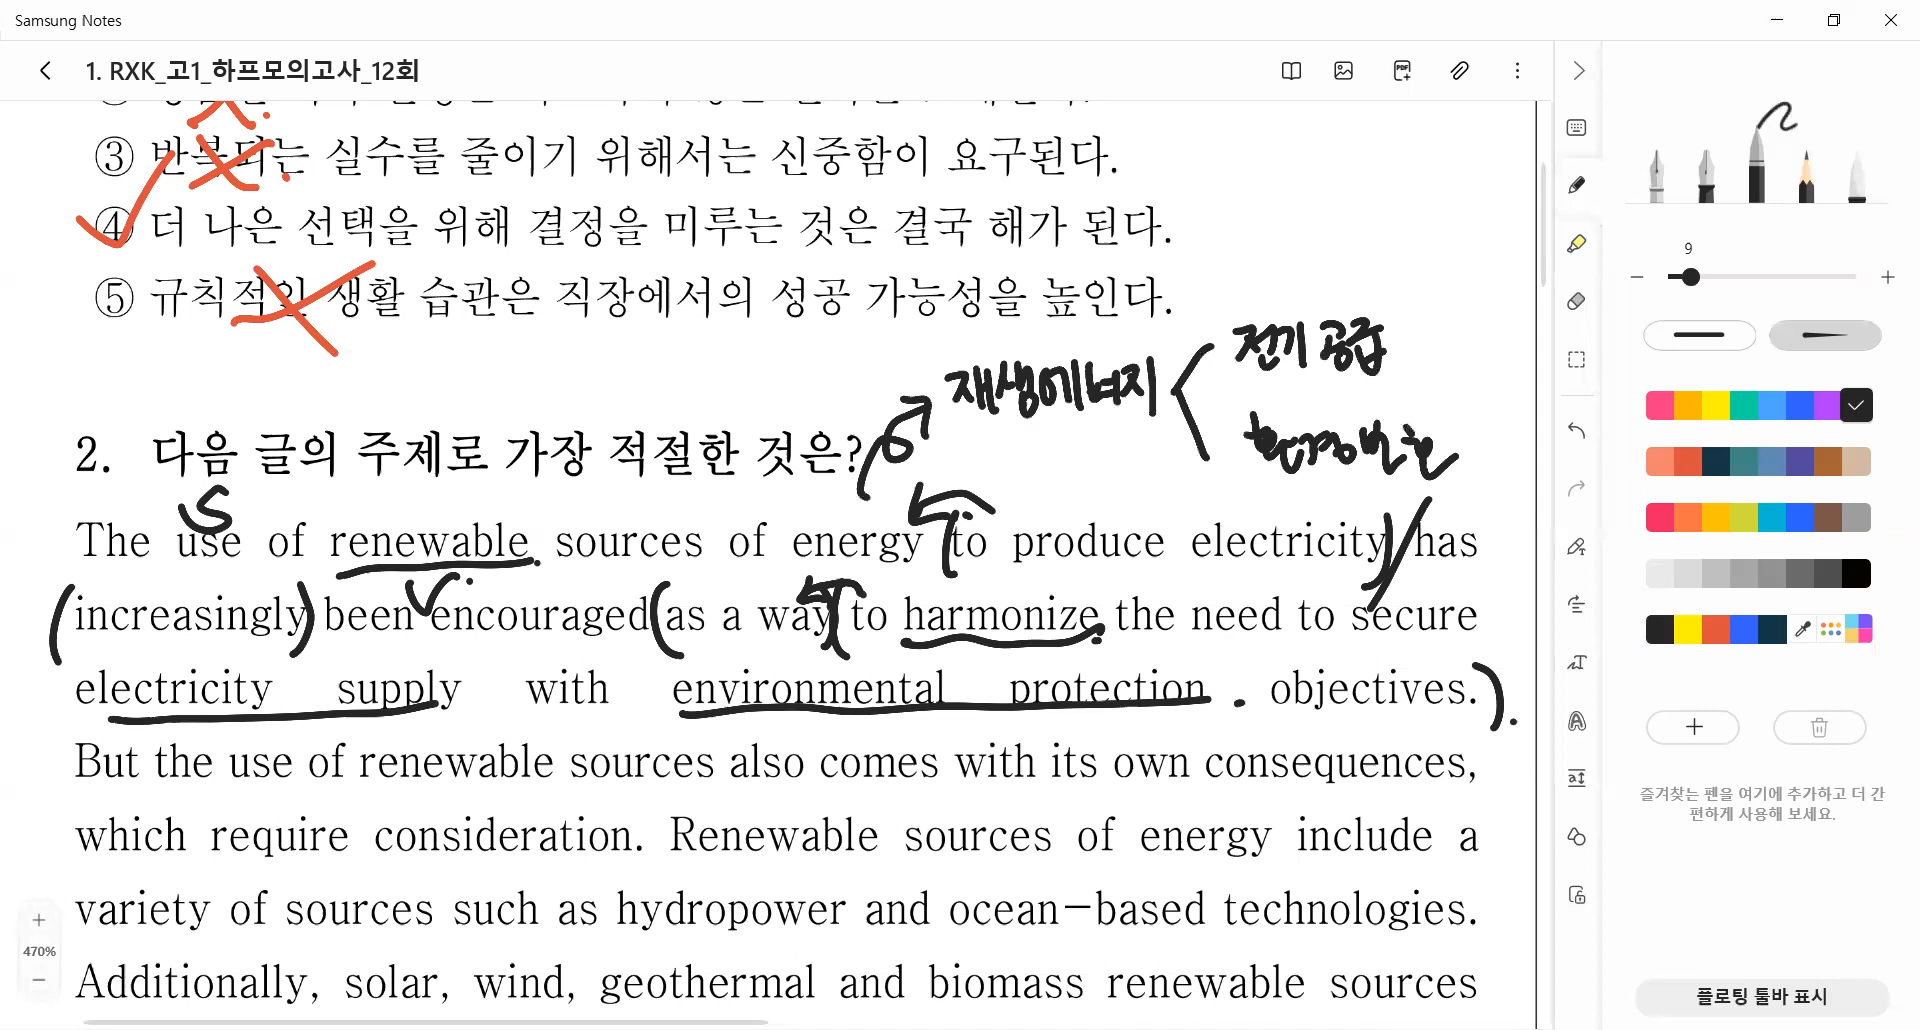 Samsung Notes
1. RXK_고1_하프모의고사_12회
③ 반복되는 실수를 줄이기 위해서는 신중함이 요구된다.
④ 더 나은 선택을 위해 결정을 미루는 것은 결국 해가 된다.
⑤ 규칙적인 생활 습관은 직장에서의 성공 가능성을 높인다.
전기 공급
재생에너지
환경보호
2. 다음 글의 주제로 가장 적절한 것은?
S
The use of renewable sources of energy to produce electricity has
V
increasingly been encouraged as a way to harmonize the need to secure
electricity supply with environmental protection objectives.
But the use of renewable sources also comes with its own consequences,
which require consideration. Renewable sources of energy include a
variety of sources such as hydropower and ocean-based technologies.
Additionally, solar, wind, geothermal and biomass renewable sources
470%
9
즐겨찾는 펜을 여기에 추가하고 더 간
편하게 사용해 보세요.
플로팅 툴바 표시